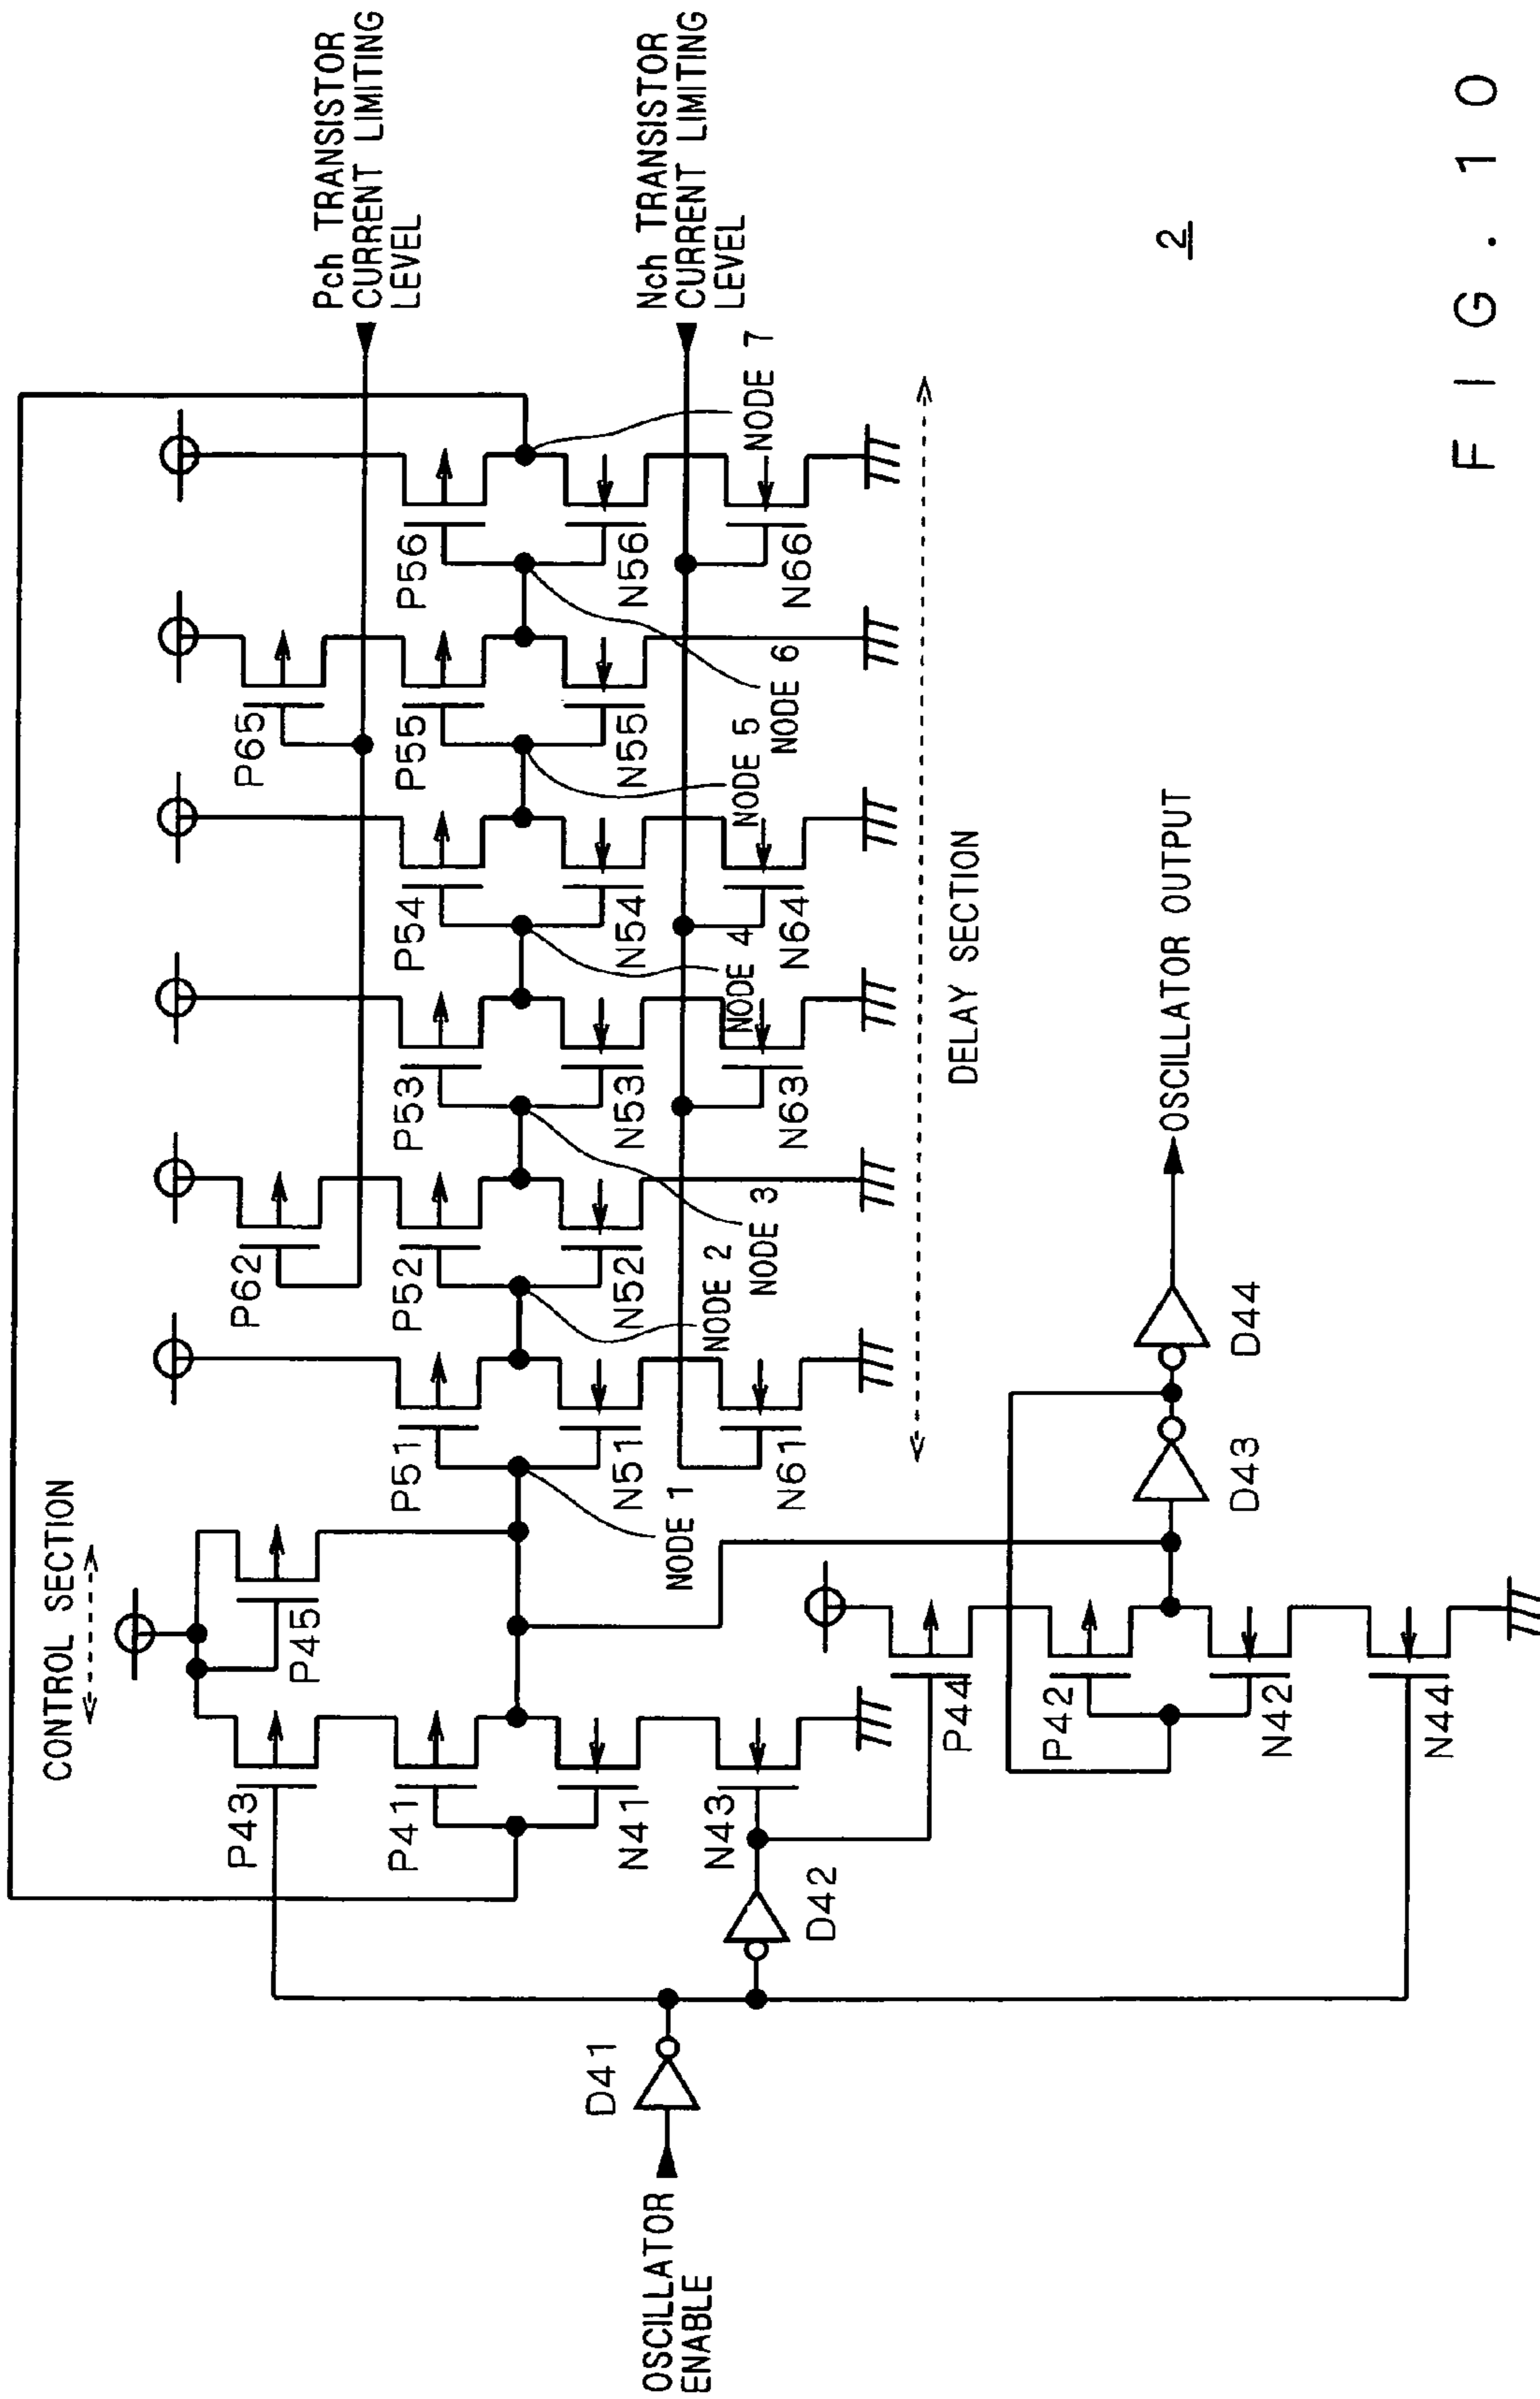 CONTROL SECTION
Pch TRANSISTOR
CURRENT LIMITING
LEVEL
Nch TRANSISTOR
CURRENT LIMITING
LEVEL
P43
P45
P62
P65
P41
P51
P52
P53
P54
P55
P56
N41
N51
N52
N53
N54
N55
N56
N43
N61
N63
N64
N66
NODE 1
NODE 2
NODE 3
NODE 4
NODE 5
NODE 6
NODE 7
OSCILLATOR
ENABLE
D41
D42
DELAY SECTION
P44
P42
N42
N44
D43
D44
OSCILLATOR OUTPUT
2
FIG. 10